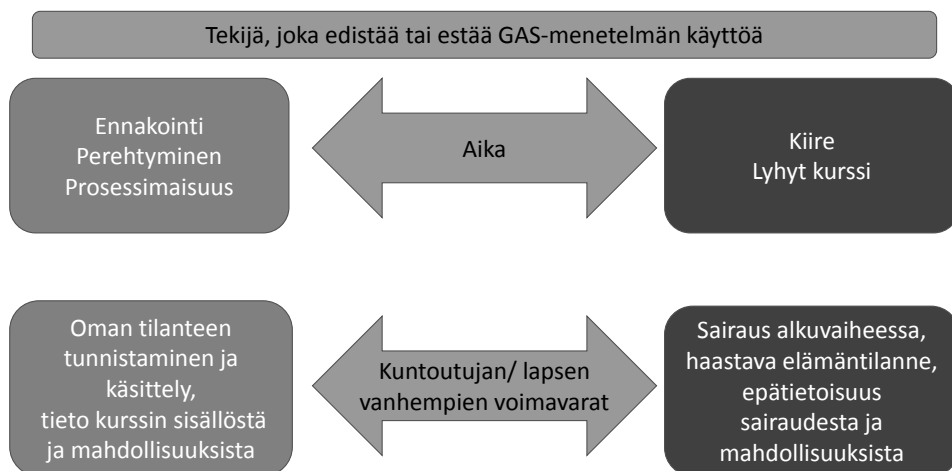 Tekijä, joka edistää tai estää GAS-menetelmän käyttöä
Ennakointi
Perehtyminen
Prosessimaisuus
Aika
Kiire
Lyhyt kurssi
Oman tilanteen
tunnistaminen ja
käsittely,
tieto kurssin sisällöstä
ja mahdollisuuksista
Kuntoutujan/ lapsen
vanhempien voimavarat
Sairaus alkuvaiheessa,
haastava elämäntilanne,
epätietoisuus
sairaudesta ja
mahdollisuuksista